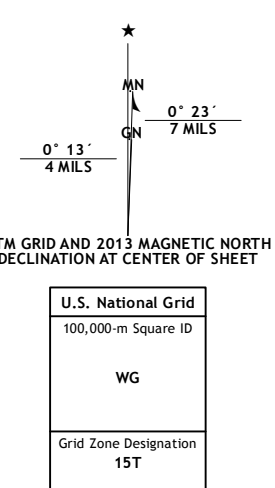 ★
MN
0° 23´
7 MILS
GN
0° 13´
4 MILS
TM GRID AND 2013 MAGNETIC NORTH
DECLINATION AT CENTER OF SHEET
U.S. National Grid
100,000-m Square ID
WG
Grid Zone Designation
15T